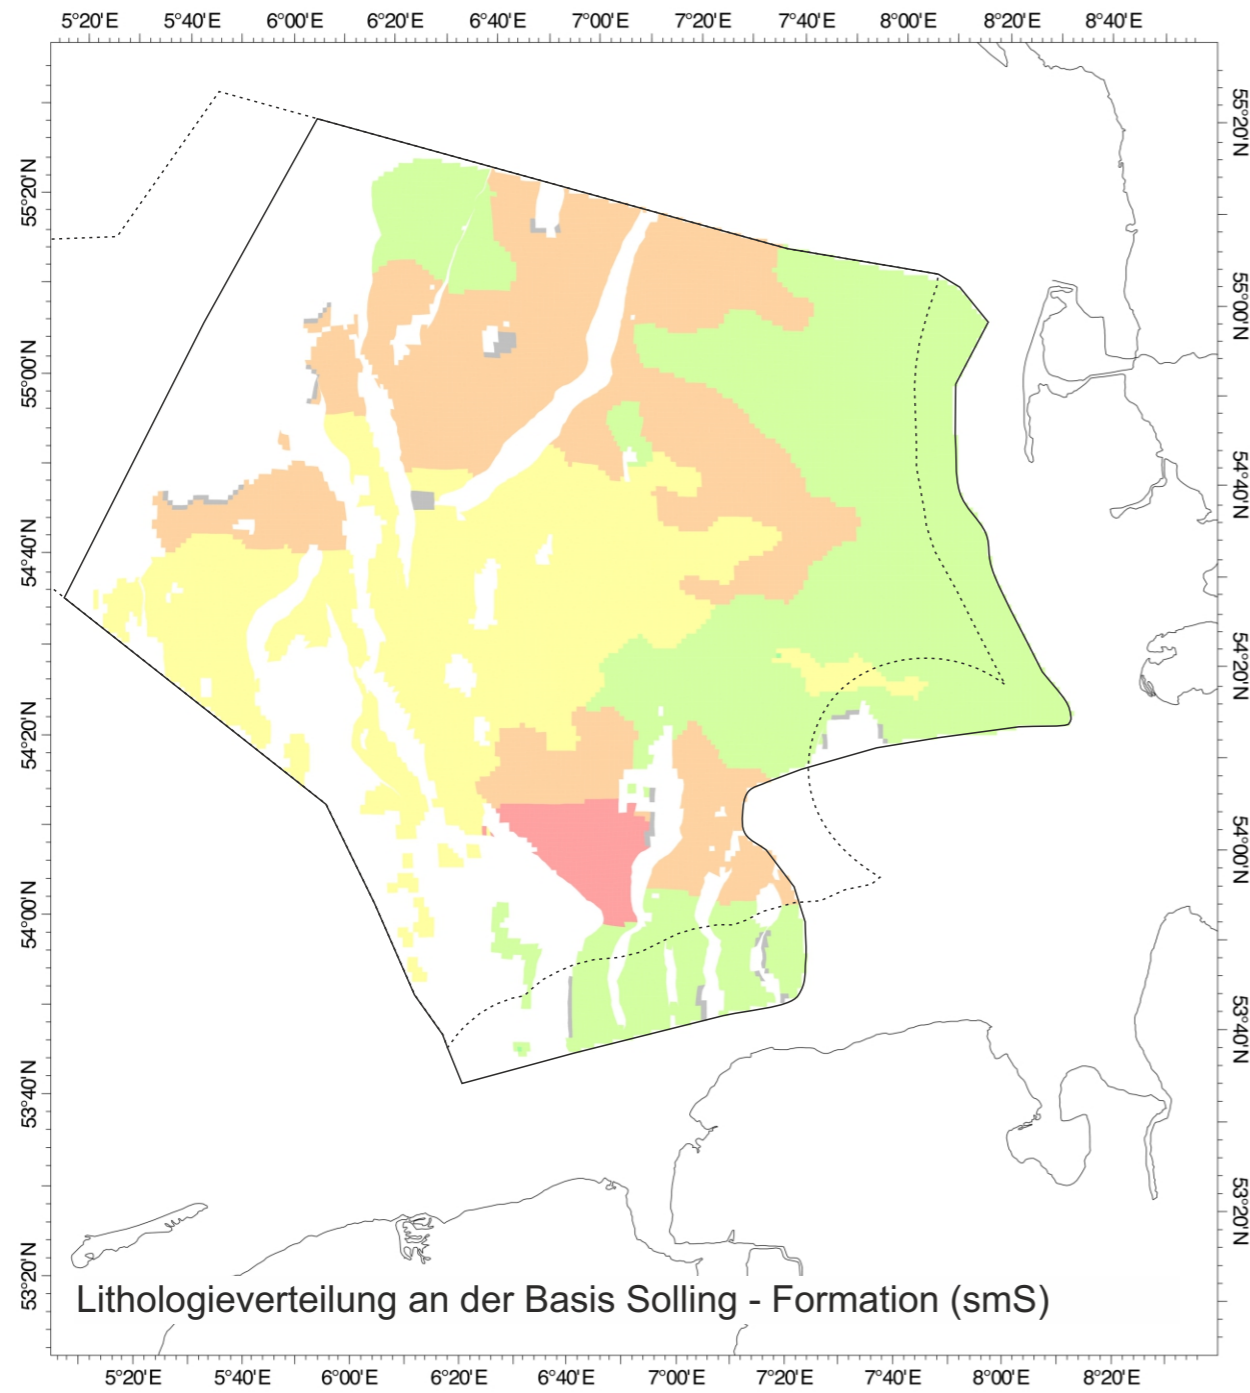 5°20'E 5°40'E 6°00'E 6°20'E 6°40'E 7°00'E 7°20'E 7°40'E 8°00'E 8°20'E 8°40'E
55°20'N
55°20'N
55°00'N
55°00'N
54°40'N
54°40'N
54°20'N
54°20'N
54°00'N
54°00'N
53°40'N
53°40'N
53°20'N
53°20'N
Lithologieverteilung an der Basis Solling - Formation (smS)
5°20'E 5°40'E 6°00'E 6°20'E 6°40'E 7°00'E 7°20'E 7°40'E 8°00'E 8°20'E